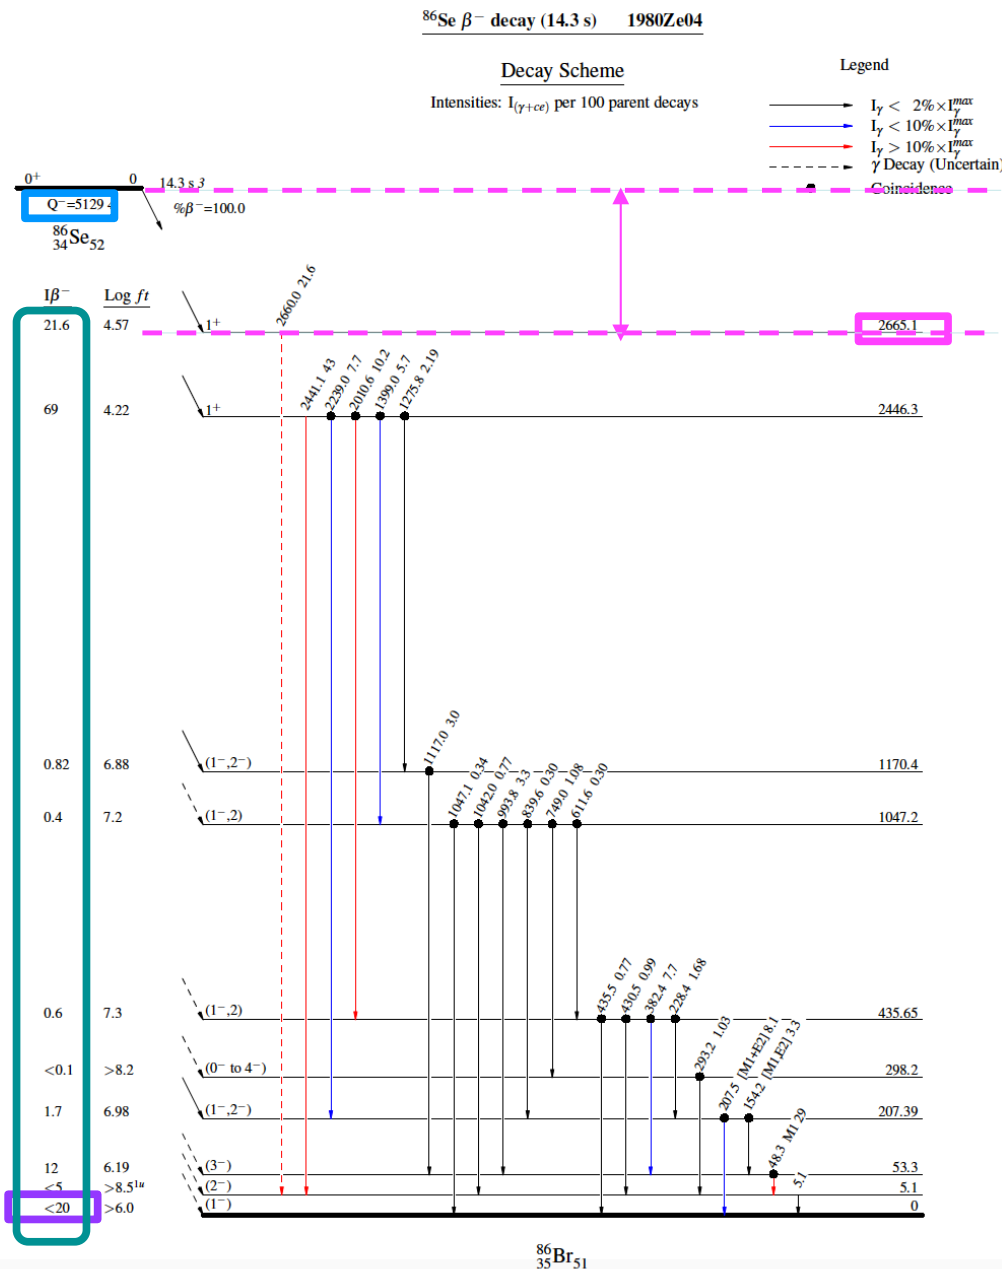 ⁸⁶Se β⁻ decay (14.3 s) 1980Ze04
Decay Scheme
Intensities: I(γ+ce) per 100 parent decays
Legend
Iγ < 2%×Iγᵐᵃˣ
Iγ < 10%×Iγᵐᵃˣ
Iγ > 10%×Iγᵐᵃˣ
γ Decay (Uncertain)
Coincidence
0⁺ 0 14.3 s 3
Q⁻=5129 %β⁻=100.0
⁸⁶₃₄Se₅₂
Iβ⁻ Log ft
2660.0 21.6
21.6 4.57 1⁺ 2665.1
2441.1 43
2239.0 7.7
2010.6 10.2
1399.0 5.7
1275.8 2.19
69 4.22 1⁺ 2446.3
1117.0 3.0
0.82 6.88 (1⁻,2⁻) 1170.4
1047.1 0.34
1042.0 0.77
993.8 3.3
839.6 0.30
749.0 1.08
611.6 0.30
0.4 7.2 (1⁻,2) 1047.2
435.5 0.77
430.5 0.99
382.4 7.7
228.4 1.68
0.6 7.3 (1⁻,2) 435.65
293.2 1.03
<0.1 >8.2 (0⁻ to 4⁻) 298.2
207.5 [M1+E2] 8.1
154.2 [M1,E2] 3.3
1.7 6.98 (1⁻,2⁻) 207.39
48.3 M1 29
12 6.19 (3⁻) 53.3
5.1
<5 >8.5¹ᵘ (2⁻) 5.1
<20 >6.0 (1⁻) 0
⁸⁶₃₅Br₅₁